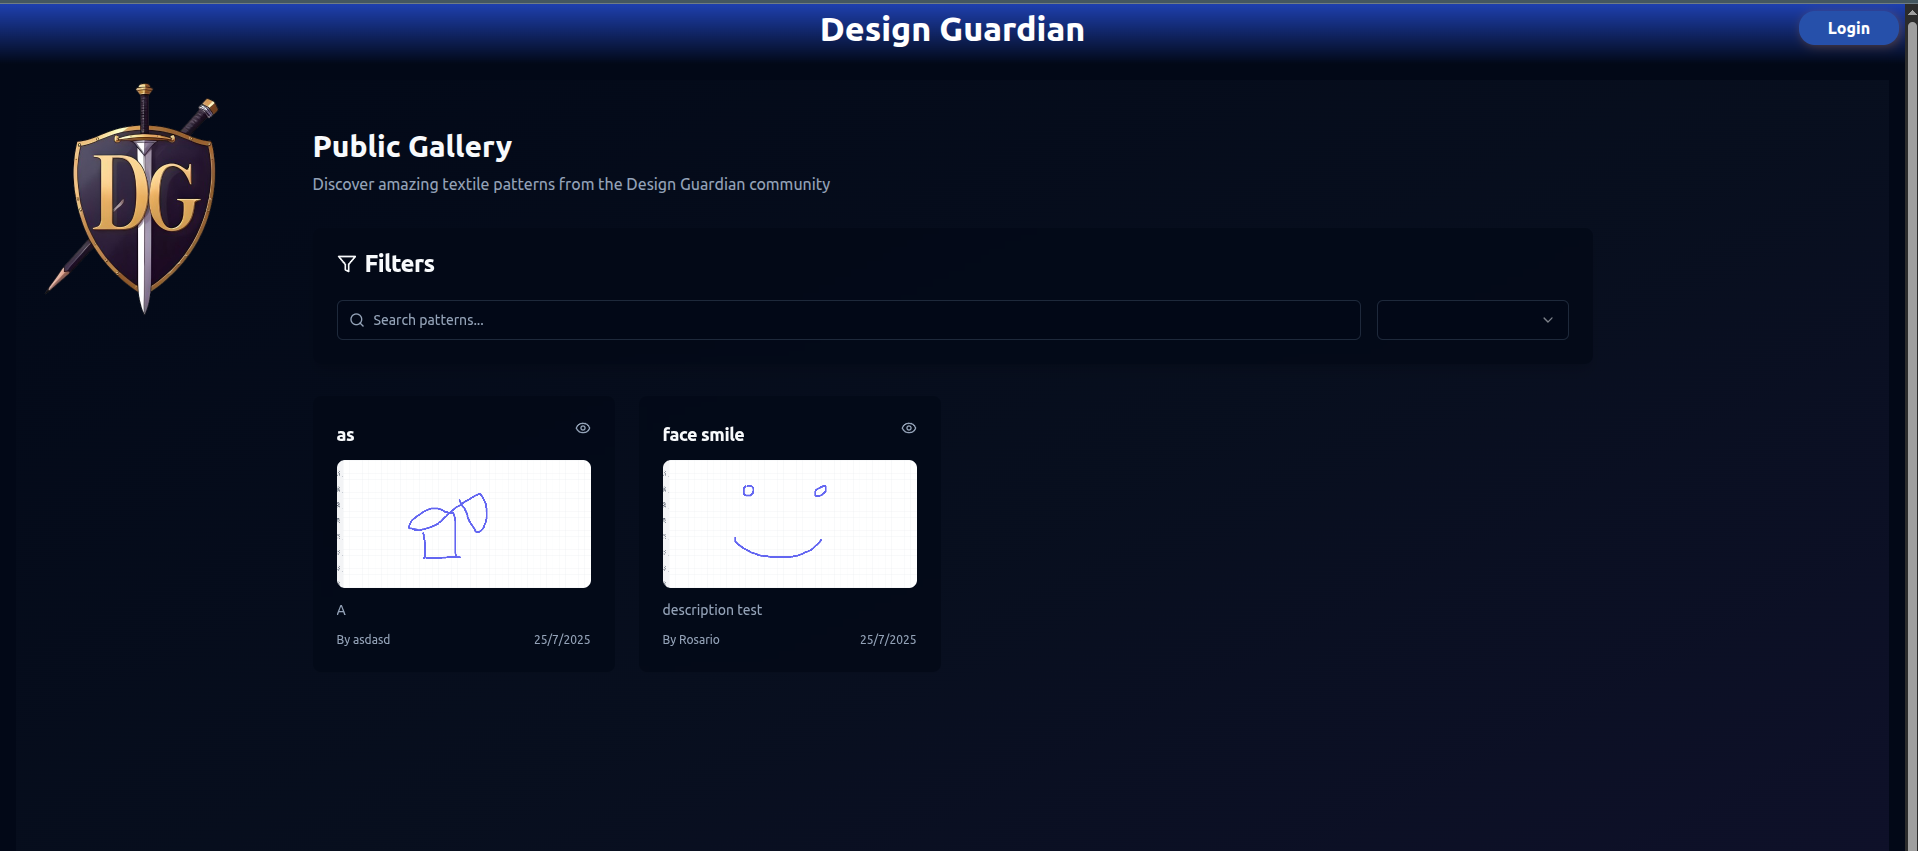 Design Guardian
Login
DG
Public Gallery
Discover amazing textile patterns from the Design Guardian community
Filters
Search patterns...
as
face smile
A
description test
By asdasd 25/7/2025
By Rosario 25/7/2025